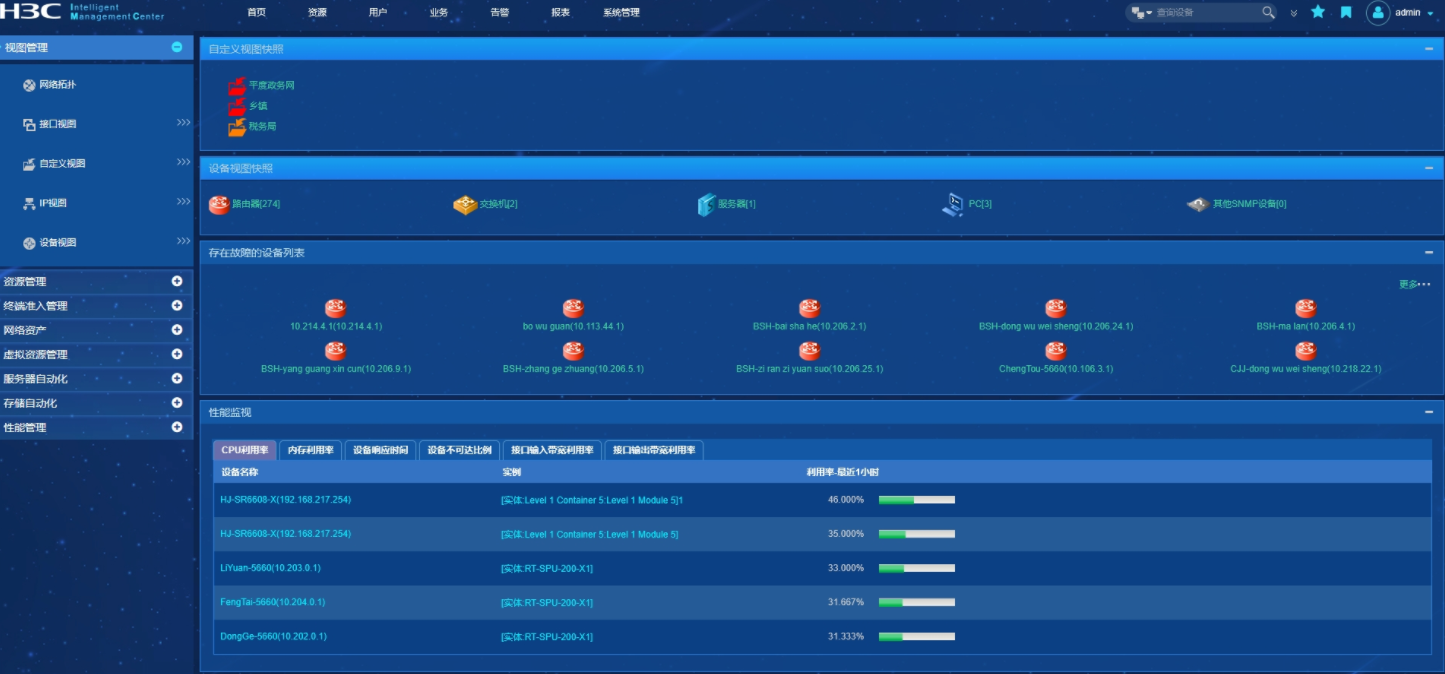 H3C Intelligent Management Center
首页 资源 用户 业务 告警 报表 系统管理 查询设备 admin
视图管理
网络拓扑
接口视图 >>>
自定义视图 >>>
IP视图 >>>
设备视图 >>>
资源管理
终端准入管理
网络资产
虚拟资源管理
服务器自动化
存储自动化
性能管理
自定义视图快照
平度政务网
乡镇
税务局
设备视图快照
路由器[274] 交换机[2] 服务器[1] PC[3] 其他SNMP设备[0]
存在故障的设备列表
更多•••
10.214.4.1(10.214.4.1) bo wu guan(10.113.44.1) BSH-bai sha he(10.206.2.1) BSH-dong wu wei sheng(10.206.24.1) BSH-ma lan(10.206.4.1)
BSH-yang guang xin cun(10.206.9.1) BSH-zhang ge zhuang(10.206.5.1) BSH-zi ran zi yuan suo(10.206.25.1) ChengTou-5660(10.106.3.1) CJJ-dong wu wei sheng(10.218.22.1)
性能监视
CPU利用率 内存利用率 设备响应时间 设备不可达比例 接口输入带宽利用率 接口输出带宽利用率
设备名称 实例 利用率-最近1小时
HJ-SR6608-X(192.168.217.254) [实体:Level 1 Container 5:Level 1 Module 5]1 46.000%
HJ-SR6608-X(192.168.217.254) [实体:Level 1 Container 5:Level 1 Module 5] 35.000%
LiYuan-5660(10.203.0.1) [实体:RT-SPU-200-X1] 33.000%
FengTai-5660(10.204.0.1) [实体:RT-SPU-200-X1] 31.667%
DongGe-5660(10.202.0.1) [实体:RT-SPU-200-X1] 31.333%